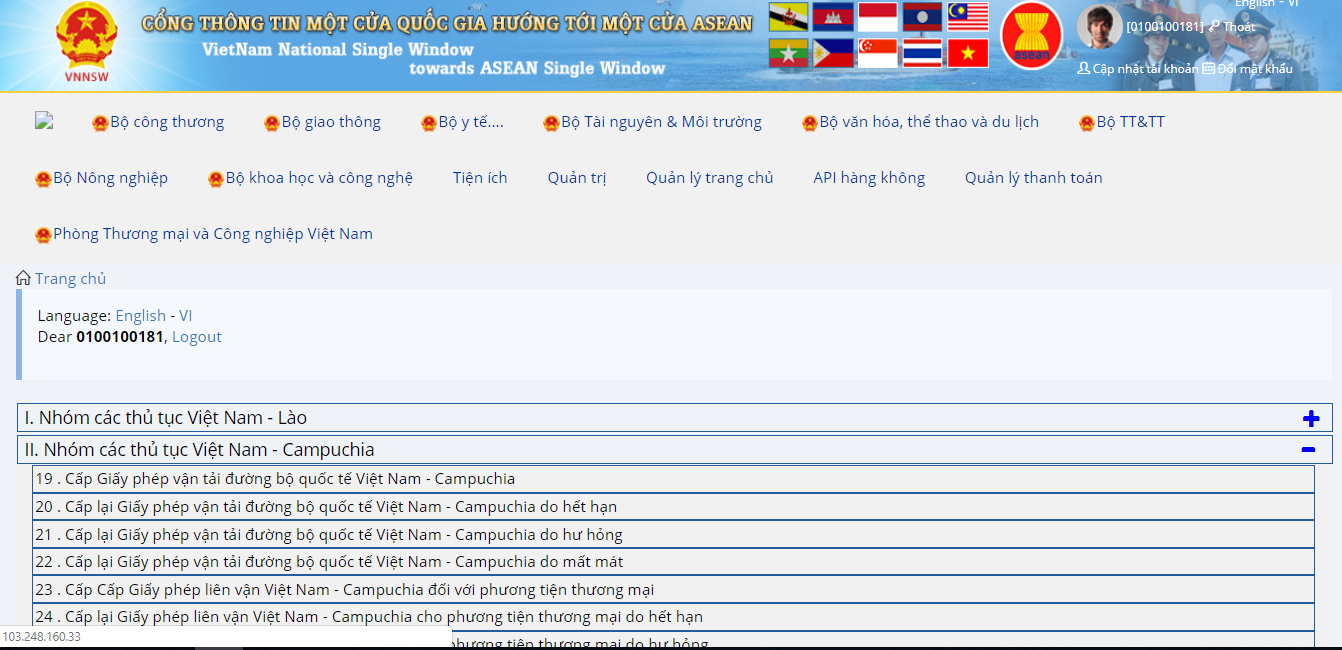 English - VI
CỔNG THÔNG TIN MỘT CỬA QUỐC GIA HƯỚNG TỚI MỘT CỬA ASEAN
[0100100181] Thoát
VietNam National Single Window
towards ASEAN Single Window
asean
Cập nhật tài khoản Đổi mật khẩu
VNNSW
Bộ công thương Bộ giao thông Bộ y tế.... Bộ Tài nguyên & Môi trường Bộ văn hóa, thể thao và du lịch Bộ TT&TT
Bộ Nông nghiệp Bộ khoa học và công nghệ Tiện ích Quản trị Quản lý trang chủ API hàng không Quản lý thanh toán
Phòng Thương mại và Công nghiệp Việt Nam
Trang chủ
Language: English - VI
Dear 0100100181, Logout
I. Nhóm các thủ tục Việt Nam - Lào
II. Nhóm các thủ tục Việt Nam - Campuchia
19 . Cấp Giấy phép vận tải đường bộ quốc tế Việt Nam - Campuchia
20 . Cấp lại Giấy phép vận tải đường bộ quốc tế Việt Nam - Campuchia do hết hạn
21 . Cấp lại Giấy phép vận tải đường bộ quốc tế Việt Nam - Campuchia do hư hỏng
22 . Cấp lại Giấy phép vận tải đường bộ quốc tế Việt Nam - Campuchia do mất mát
23 . Cấp Cấp Giấy phép liên vận Việt Nam - Campuchia đối với phương tiện thương mại
24 . Cấp lại Giấy phép liên vận Việt Nam - Campuchia cho phương tiện thương mại do hết hạn
phương tiện thương mại do hư hỏng
103.248.160.33